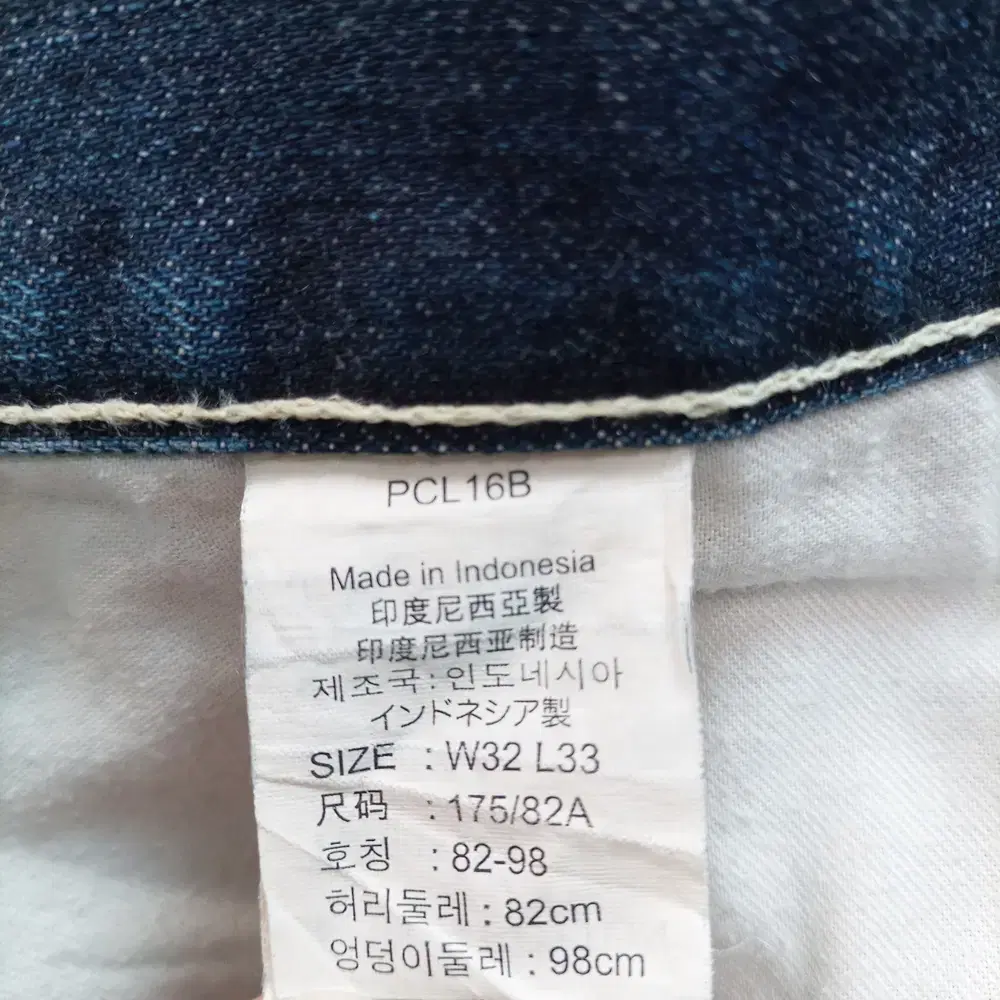 PCL16B
Made in Indonesia
印度尼西亞製
印度尼西亚制造
제조국 : 인도네시아
インドネシア製
SIZE : W32 L33
尺码 : 175/82A
호칭 : 82-98
허리둘레 : 82cm
엉덩이둘레 : 98cm